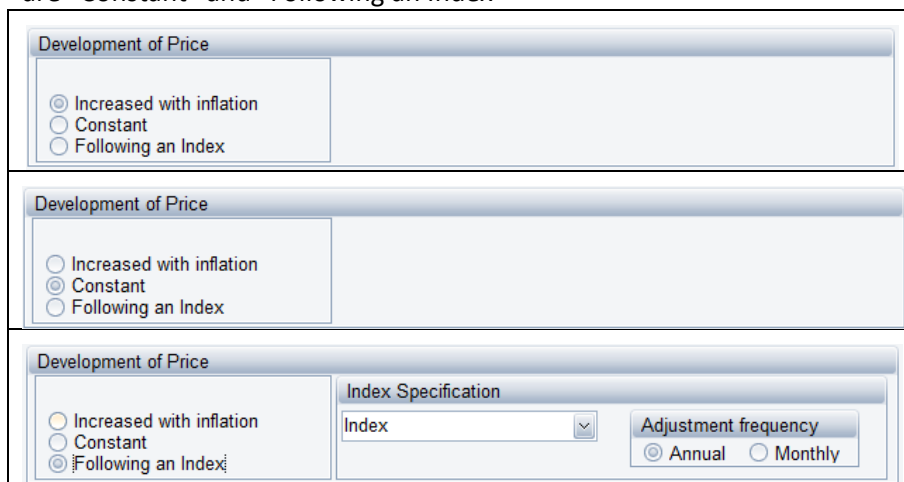 are "Constant" and "Following an Index"
Development of Price
Increased with inflation
Constant
Following an Index
Development of Price
Increased with inflation
Constant
Following an Index
Development of Price
Index Specification
Increased with inflation
Index
Adjustment frequency
Constant
Annual Monthly
Following an Index